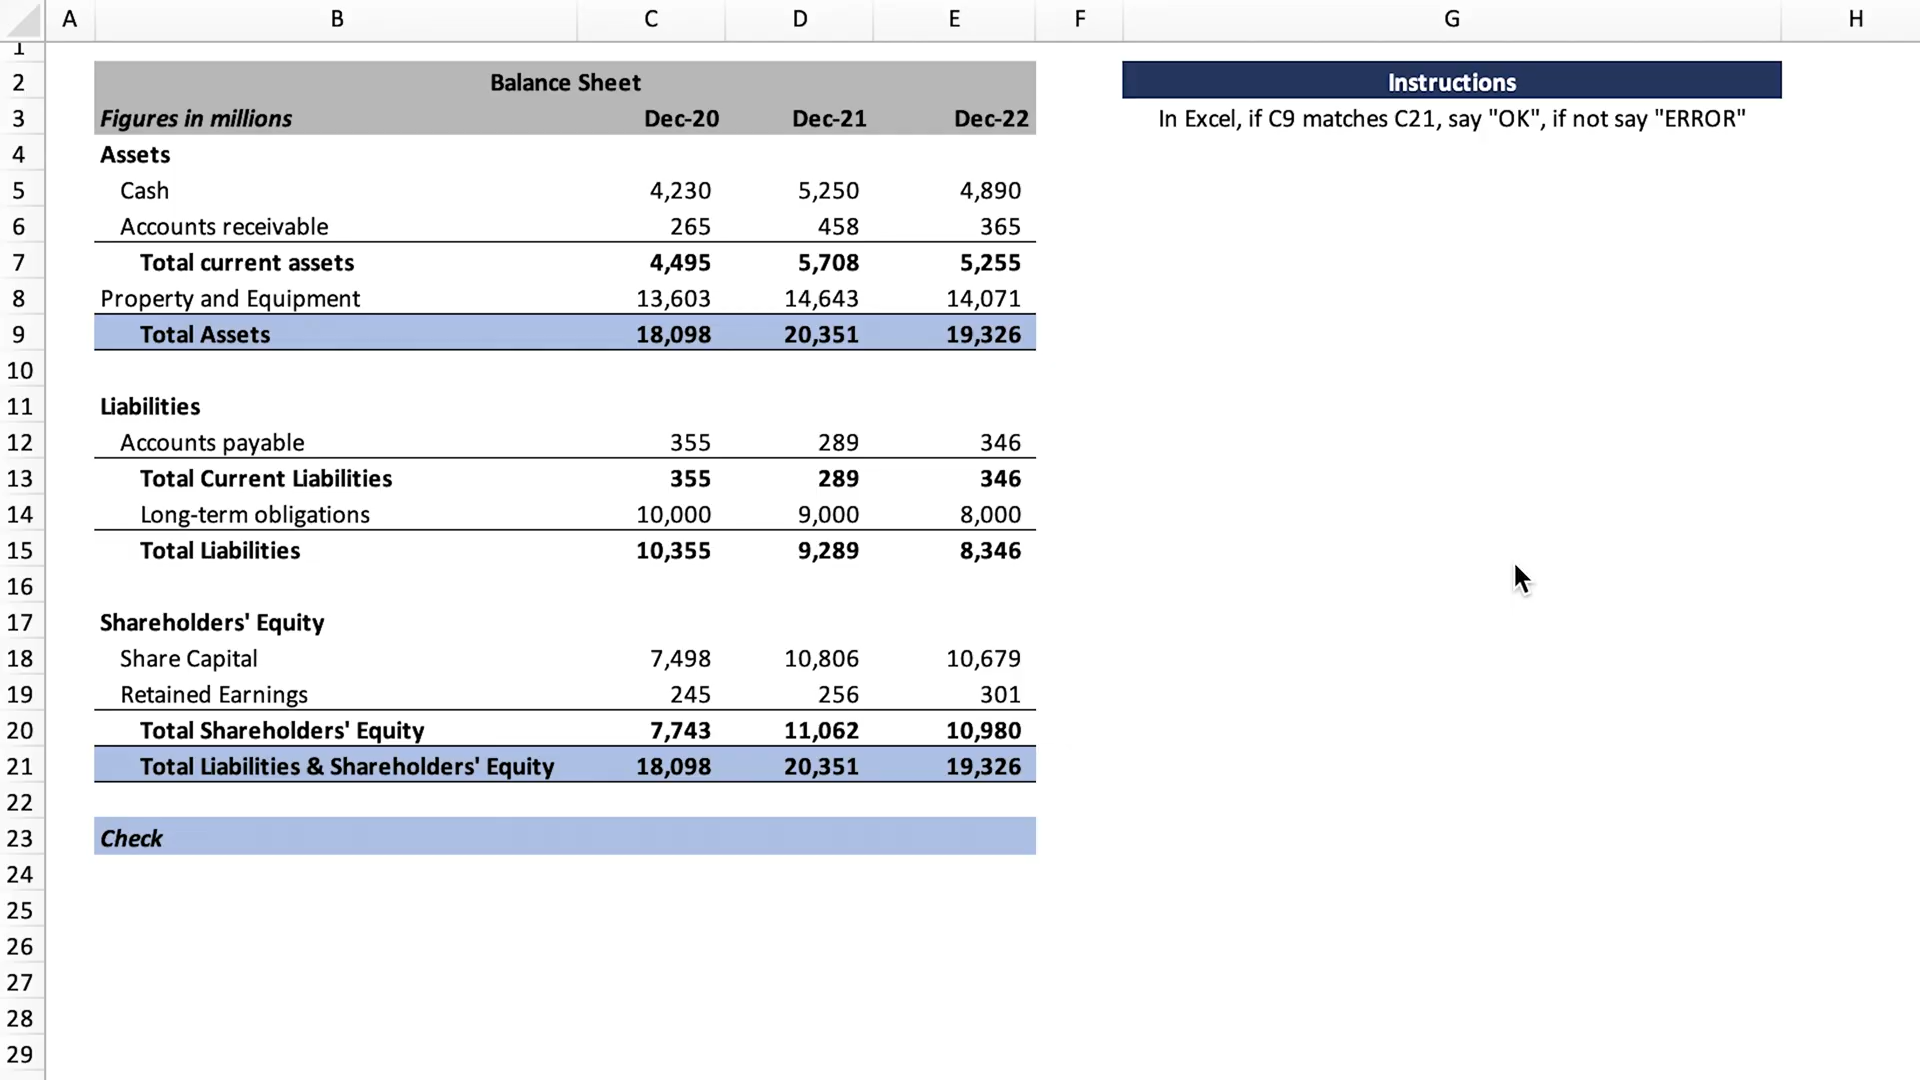 A B C D E F G H
1
2 Balance Sheet Instructions
3 Figures in millions Dec-20 Dec-21 Dec-22 In Excel, if C9 matches C21, say "OK", if not say "ERROR"
4 Assets
5 Cash 4,230 5,250 4,890
6 Accounts receivable 265 458 365
7 Total current assets 4,495 5,708 5,255
8 Property and Equipment 13,603 14,643 14,071
9 Total Assets 18,098 20,351 19,326
10
11 Liabilities
12 Accounts payable 355 289 346
13 Total Current Liabilities 355 289 346
14 Long-term obligations 10,000 9,000 8,000
15 Total Liabilities 10,355 9,289 8,346
16
17 Shareholders' Equity
18 Share Capital 7,498 10,806 10,679
19 Retained Earnings 245 256 301
20 Total Shareholders' Equity 7,743 11,062 10,980
21 Total Liabilities & Shareholders' Equity 18,098 20,351 19,326
22
23 Check
24
25
26
27
28
29